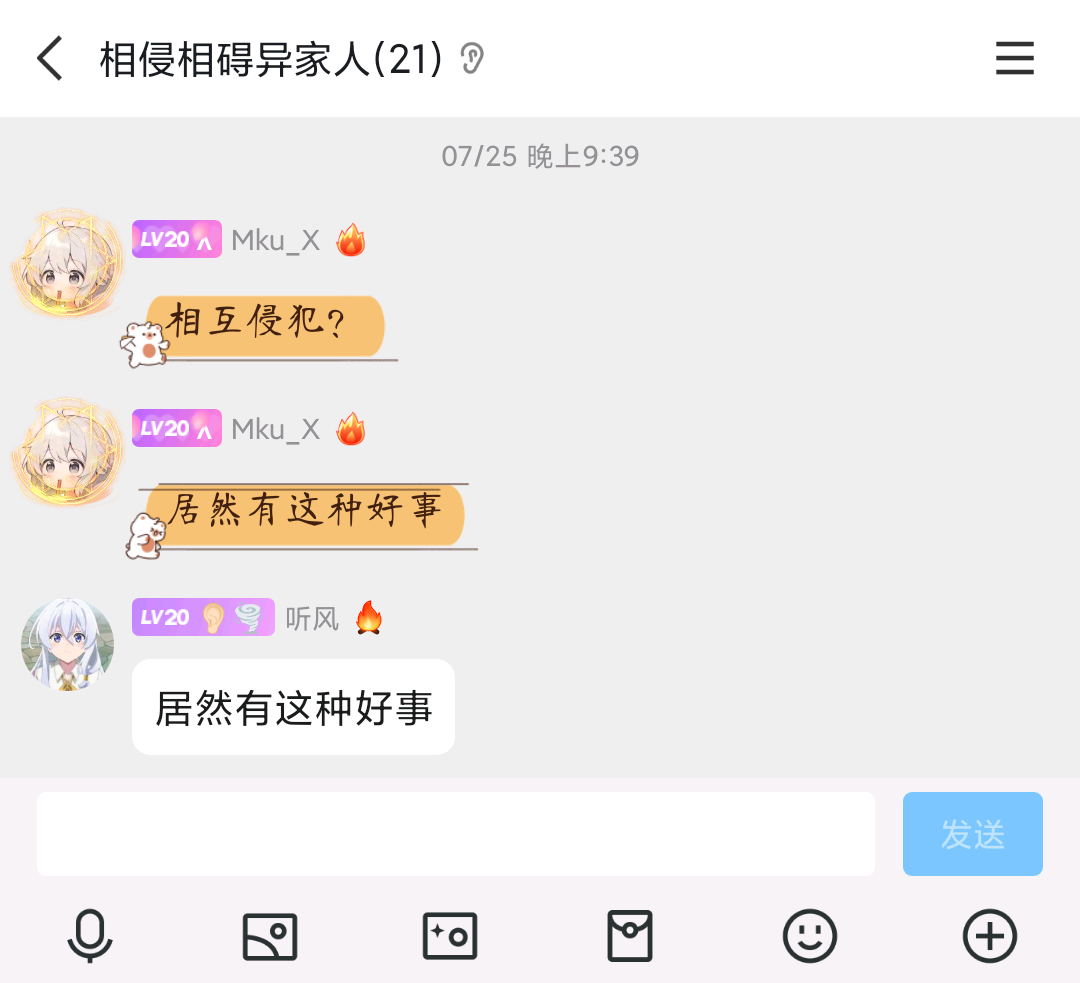 相侵相碍异家人(21)
07/25 晚上9:39
LV20 ʌ Mku_X
相互侵犯?
LV20 ʌ Mku_X
居然有这种好事
LV20 听风
居然有这种好事
发送